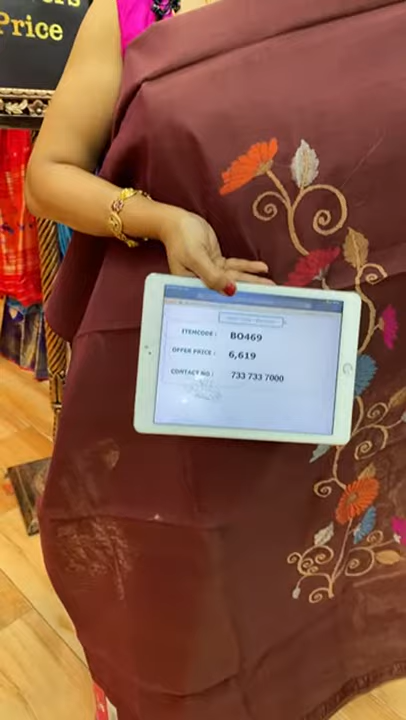 Price
ITEMCODE : BO469
OFFER PRICE : 6,619
CONTACT NO. : 733 733 7000